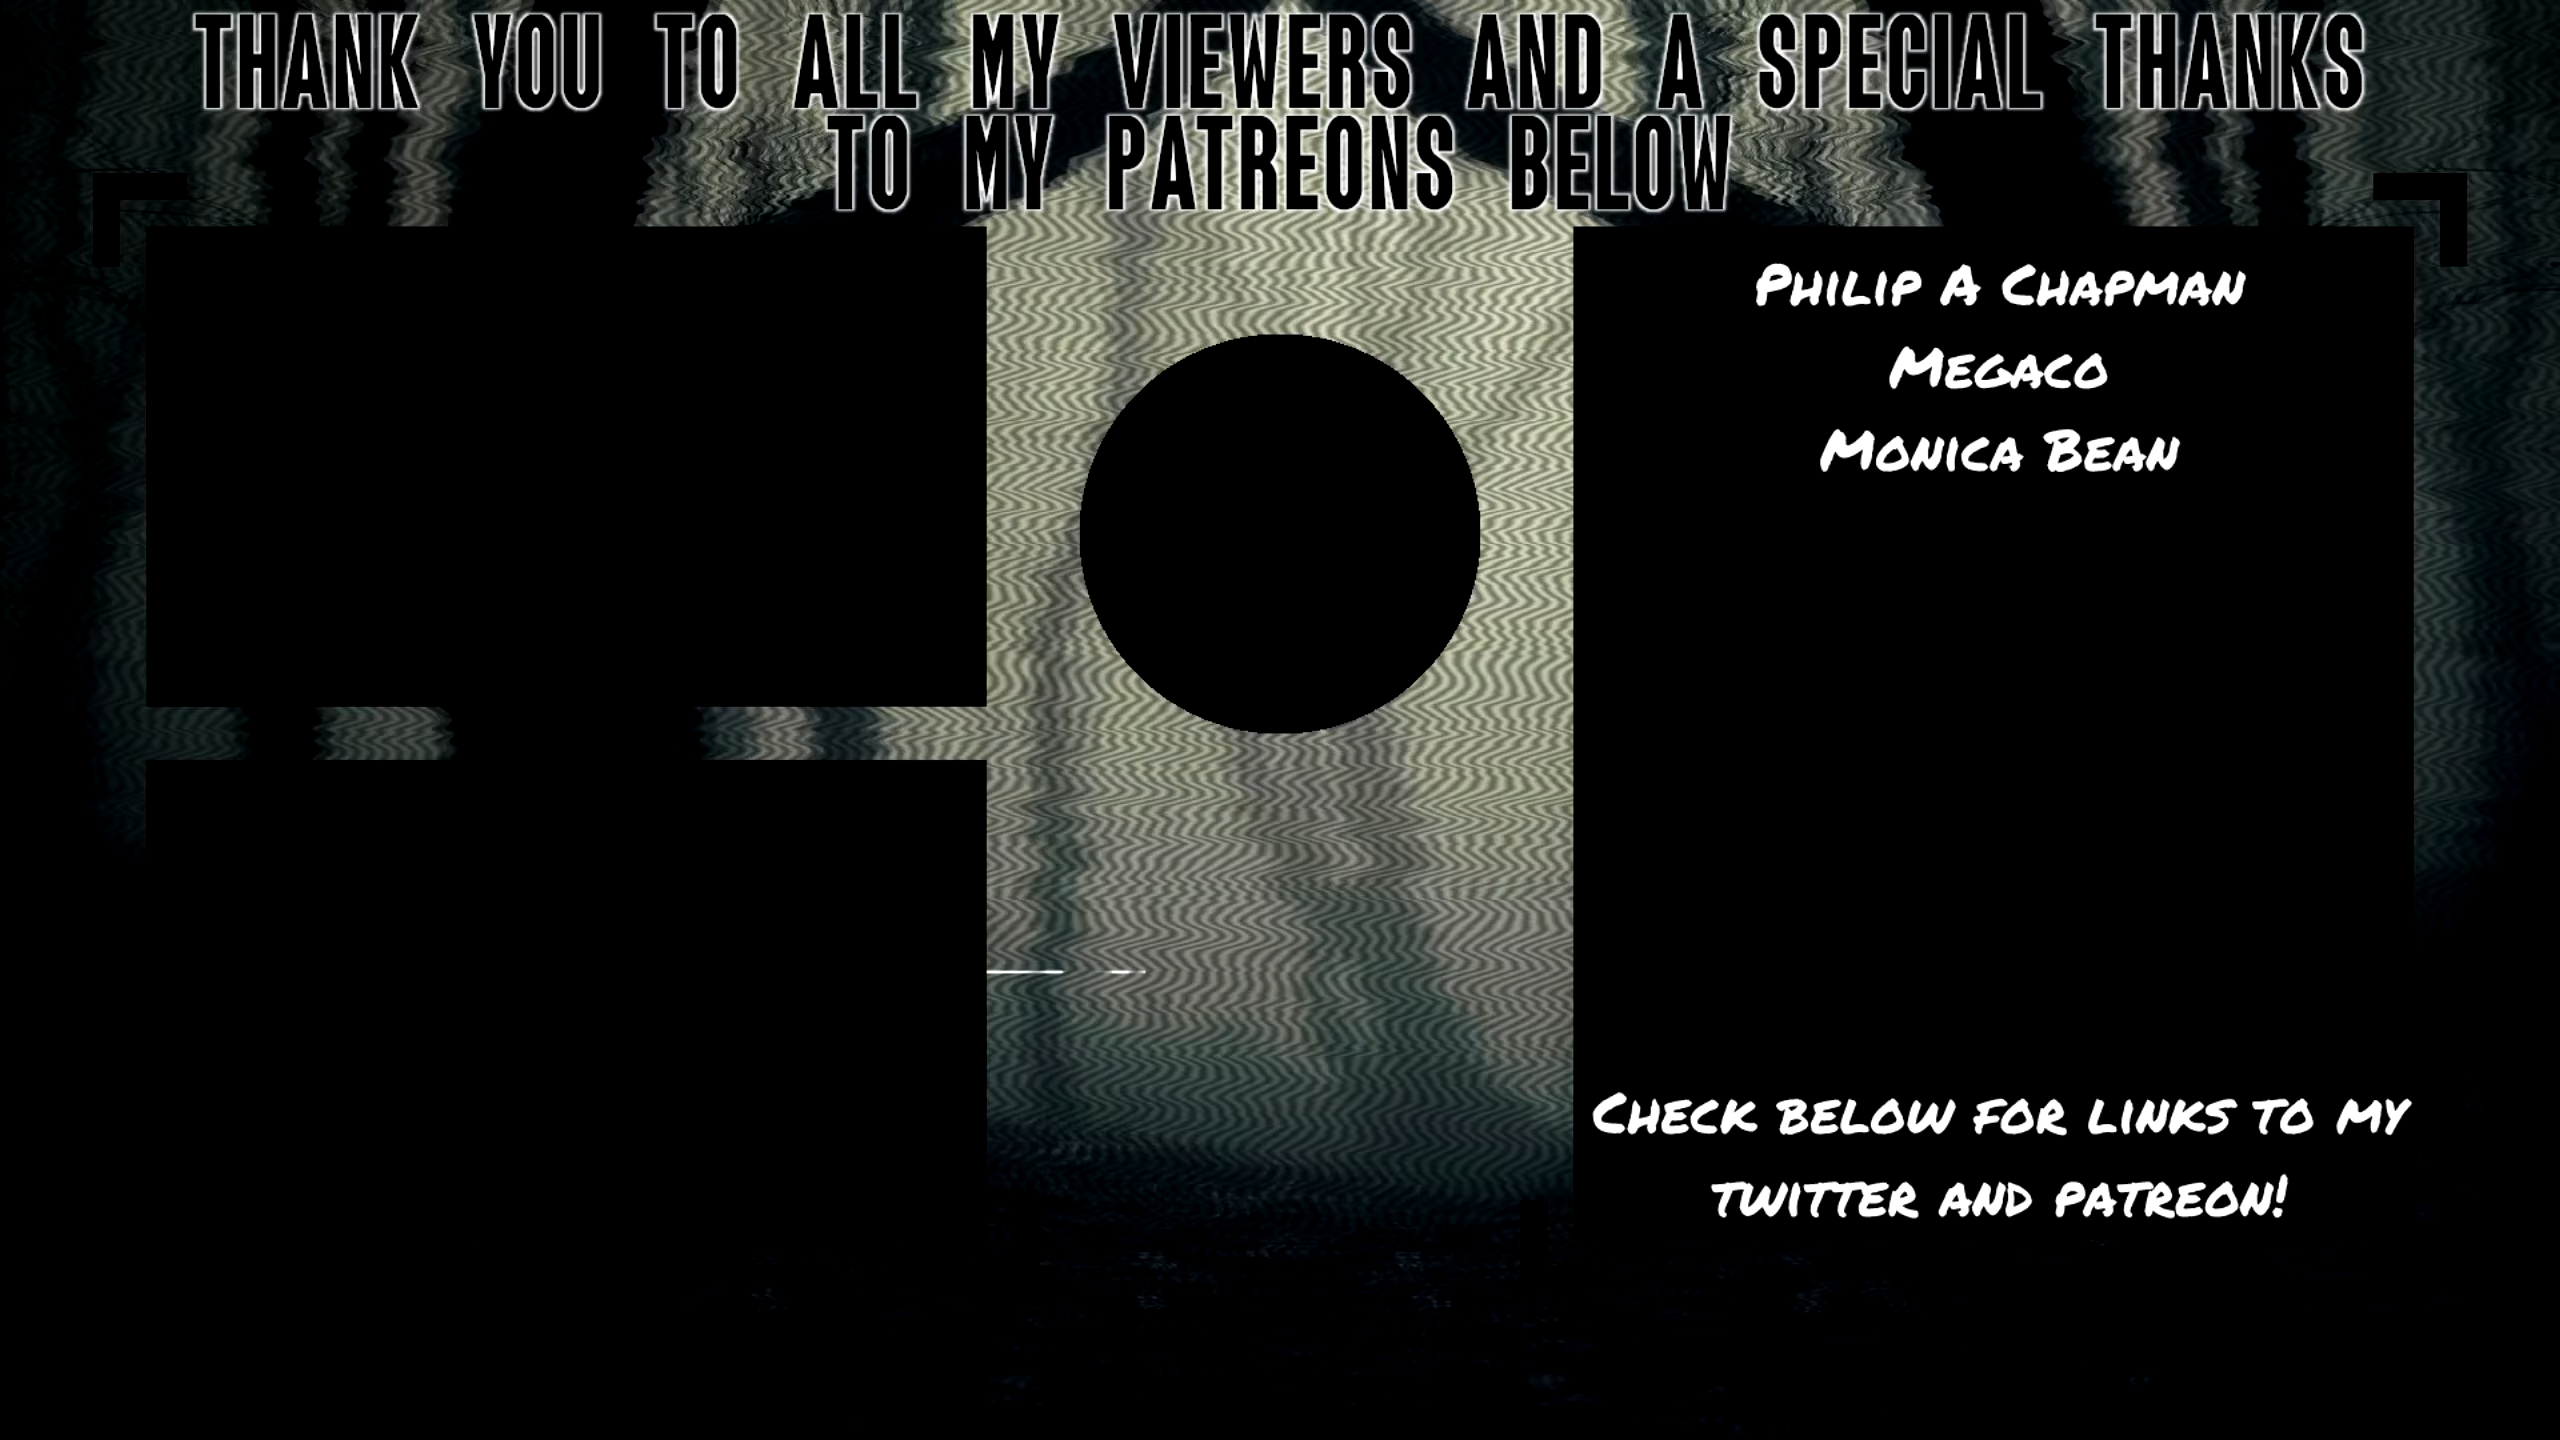 THANK YOU TO ALL MY VIEWERS AND A SPECIAL THANKS
TO MY PATREONS BELOW
PHILIP A CHAPMAN
MEGACO
MONICA BEAN
CHECK BELOW FOR LINKS TO MY
TWITTER AND PATREON!